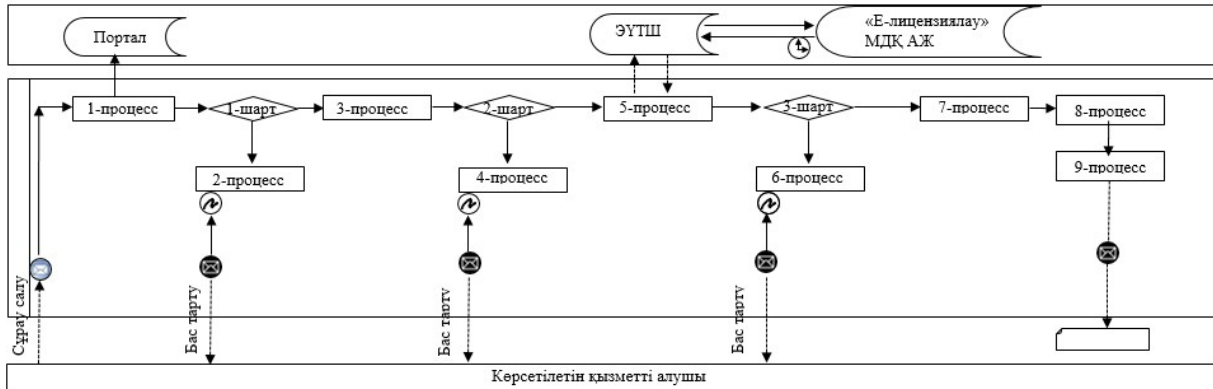 Портал
ЭҮТШ
«Е-лицензиялау»
МДҚ АЖ
1-процесс
1-шарт
3-процесс
2-шарт
5-процесс
3-шарт
7-процесс
8-процесс
2-процесс
4-процесс
6-процесс
9-процесс
Сұрау салу
Бас тарту
Бас тарту
Бас тарту
Көрсетілетін қызметті алушы